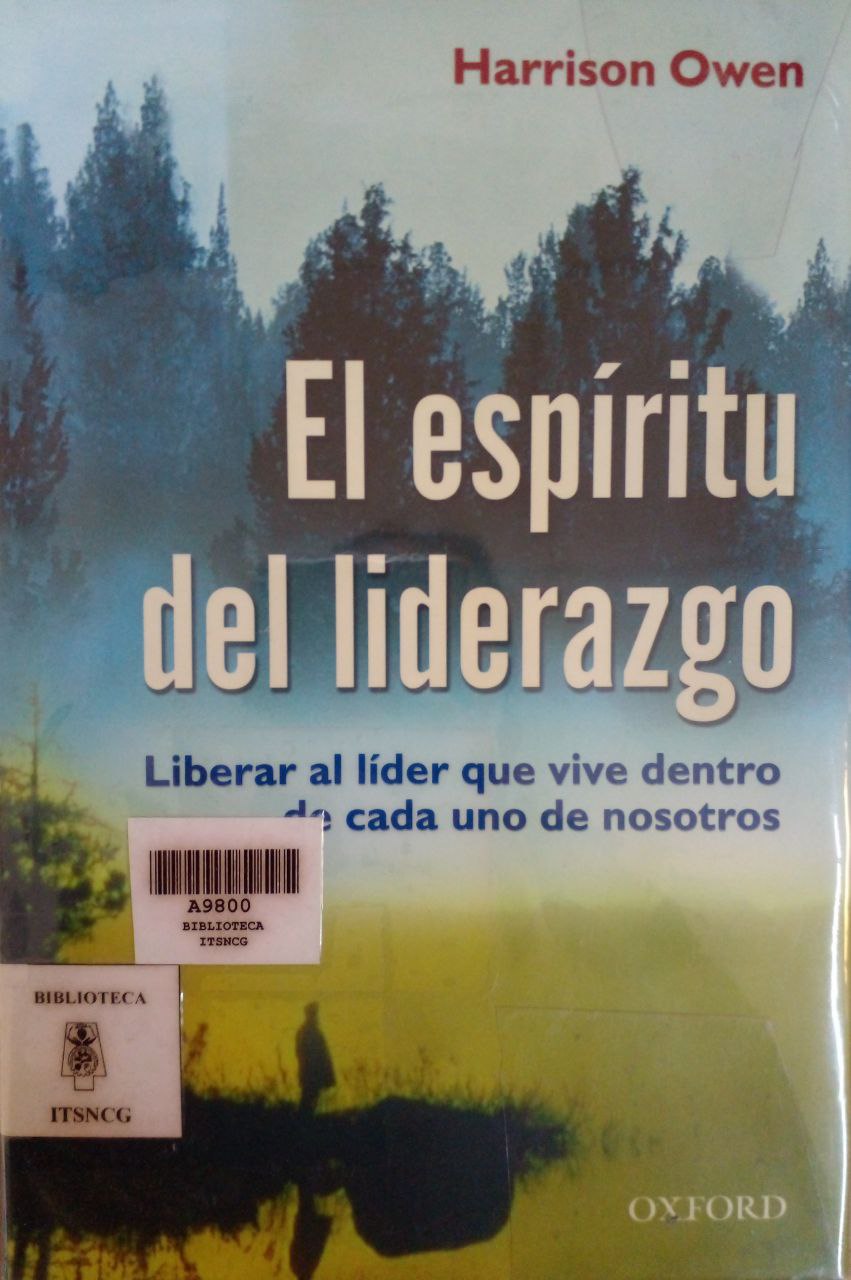 Harrison Owen
El espíritu
del liderazgo
Liberar al líder que vive dentro
de cada uno de nosotros
A9800
BIBLIOTECA
ITSNCG
BIBLIOTECA
ITSNCG
OXFORD